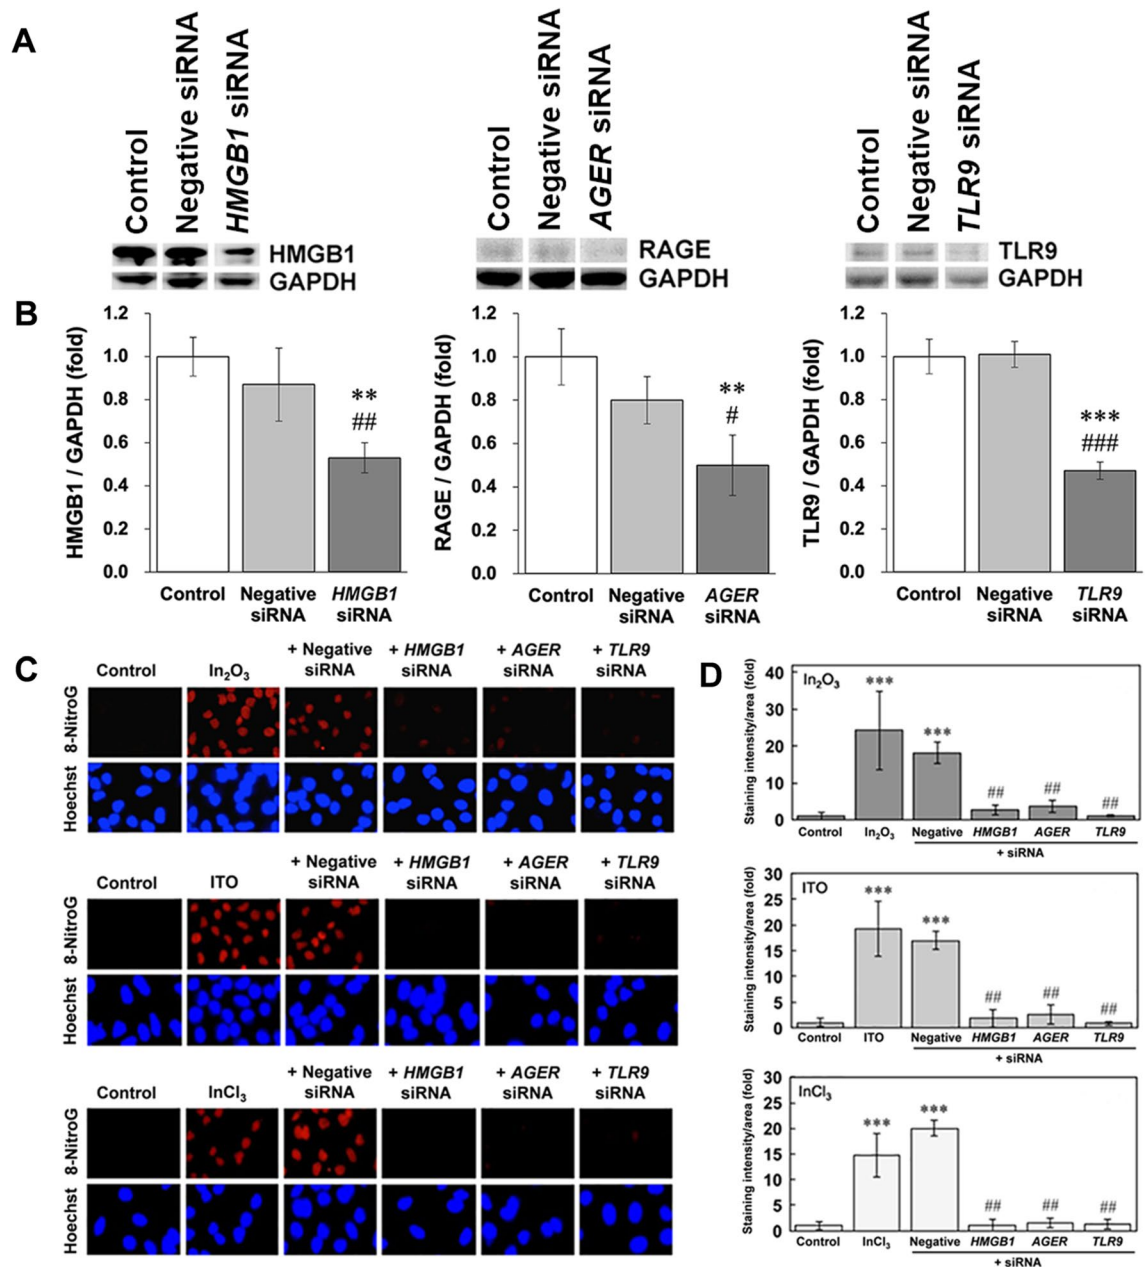 A
Control
Negative siRNA
HMGB1 siRNA
HMGB1
GAPDH
Control
Negative siRNA
AGER siRNA
RAGE
GAPDH
Control
Negative siRNA
TLR9 siRNA
TLR9
GAPDH
B
HMGB1 / GAPDH (fold)
1.2
1.0
0.8
0.6
0.4
0.2
0.0
**
##
Control
Negative
siRNA
HMGB1
siRNA
RAGE / GAPDH (fold)
1.2
1.0
0.8
0.6
0.4
0.2
0.0
**
#
Control
Negative
siRNA
AGER
siRNA
TLR9 / GAPDH (fold)
1.2
1.0
0.8
0.6
0.4
0.2
0.0
***
###
Control
Negative
siRNA
TLR9
siRNA
C
Control
In₂O₃
+ Negative
siRNA
+ HMGB1
siRNA
+ AGER
siRNA
+ TLR9
siRNA
8-NitroG
Hoechst
Control
ITO
+ Negative
siRNA
+ HMGB1
siRNA
+ AGER
siRNA
+ TLR9
siRNA
8-NitroG
Hoechst
Control
InCl₃
+ Negative
siRNA
+ HMGB1
siRNA
+ AGER
siRNA
+ TLR9
siRNA
8-NitroG
Hoechst
D
Staining intensity/area (fold)
40
30
20
10
0
In₂O₃
***
***
##
##
##
Control
In₂O₃
Negative
HMGB1
AGER
TLR9
+ siRNA
Staining intensity/area (fold)
30
25
20
15
10
5
0
ITO
***
***
##
##
##
Control
ITO
Negative
HMGB1
AGER
TLR9
+ siRNA
Staining intensity/area (fold)
30
25
20
15
10
5
0
InCl₃
***
***
##
##
##
Control
InCl₃
Negative
HMGB1
AGER
TLR9
+ siRNA